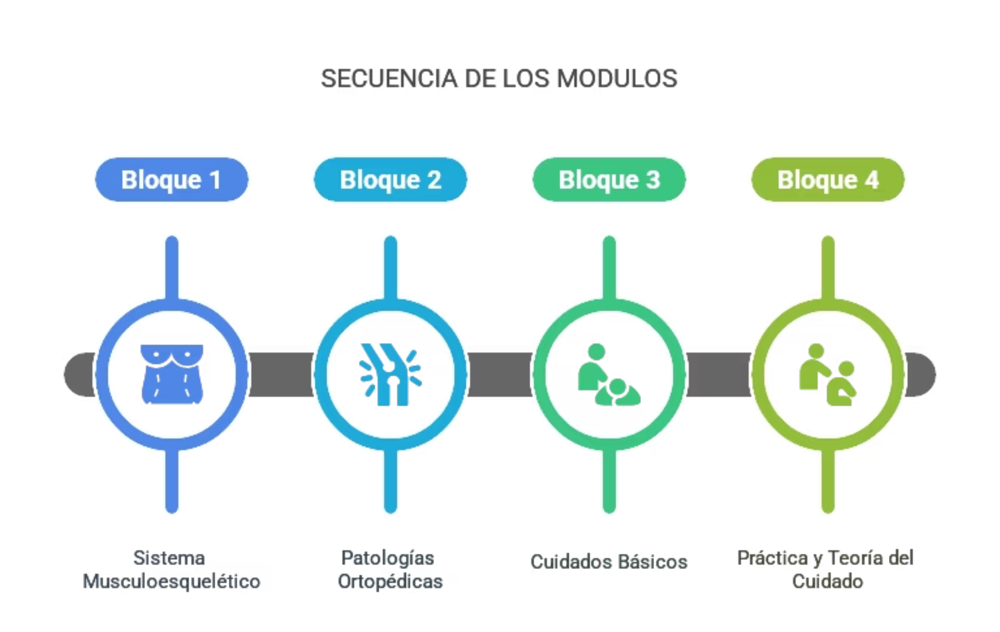 SECUENCIA DE LOS MODULOS
Bloque 1
Bloque 2
Bloque 3
Bloque 4
Sistema
Musculoesquelético
Patologías
Ortopédicas
Cuidados Básicos
Práctica y Teoría del
Cuidado